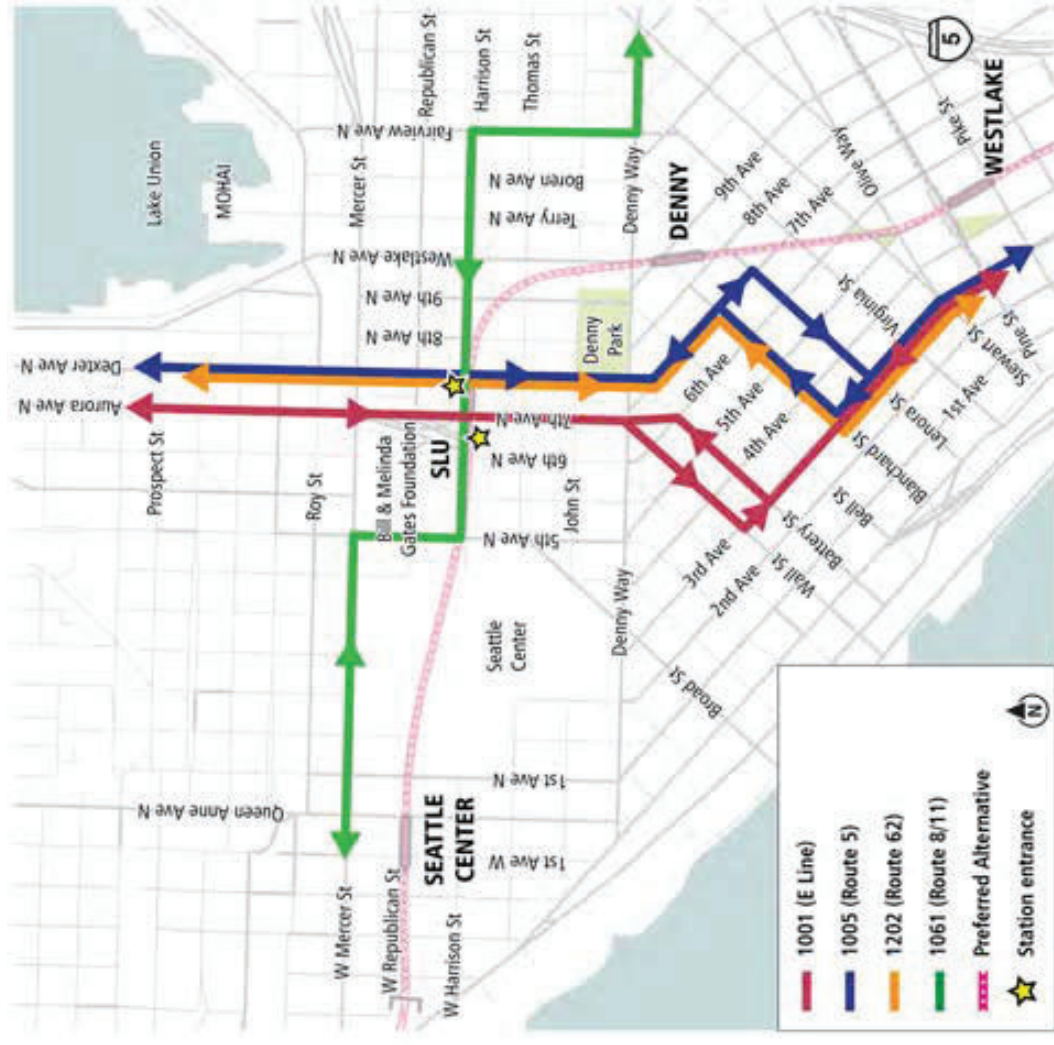 Lake Union
MOHAI
Dexter Ave N
Aurora Ave N
Prospect St
Queen Anne Ave N
Roy St
Mercer St
Fairview Ave N
Republican St
Harrison St
Thomas St
Westlake Ave N
9th Ave N
8th Ave N
Terry Ave N
Boren Ave N
Bill & Melinda
Gates Foundation
SLU
7th Ave N
6th Ave N
5th Ave N
John St
Denny
Park
Denny Way
DENNY
W Mercer St
W Republican St
W Harrison St
SEATTLE
CENTER
1st Ave W
1st Ave N
Seattle
Center
Denny Way
Broad St
9th Ave
8th Ave
7th Ave
6th Ave
5th Ave
4th Ave
3rd Ave
2nd Ave
Wall St
Battery St
Bell St
Blanchard St
Lenora St
Virginia St
1st Ave
Stewart St
Pine St
Olive Way
Pike St
WESTLAKE
5
1001 (E Line)
1005 (Route 5)
1202 (Route 62)
1061 (Route 8/11)
Preferred Alternative
Station entrance
N